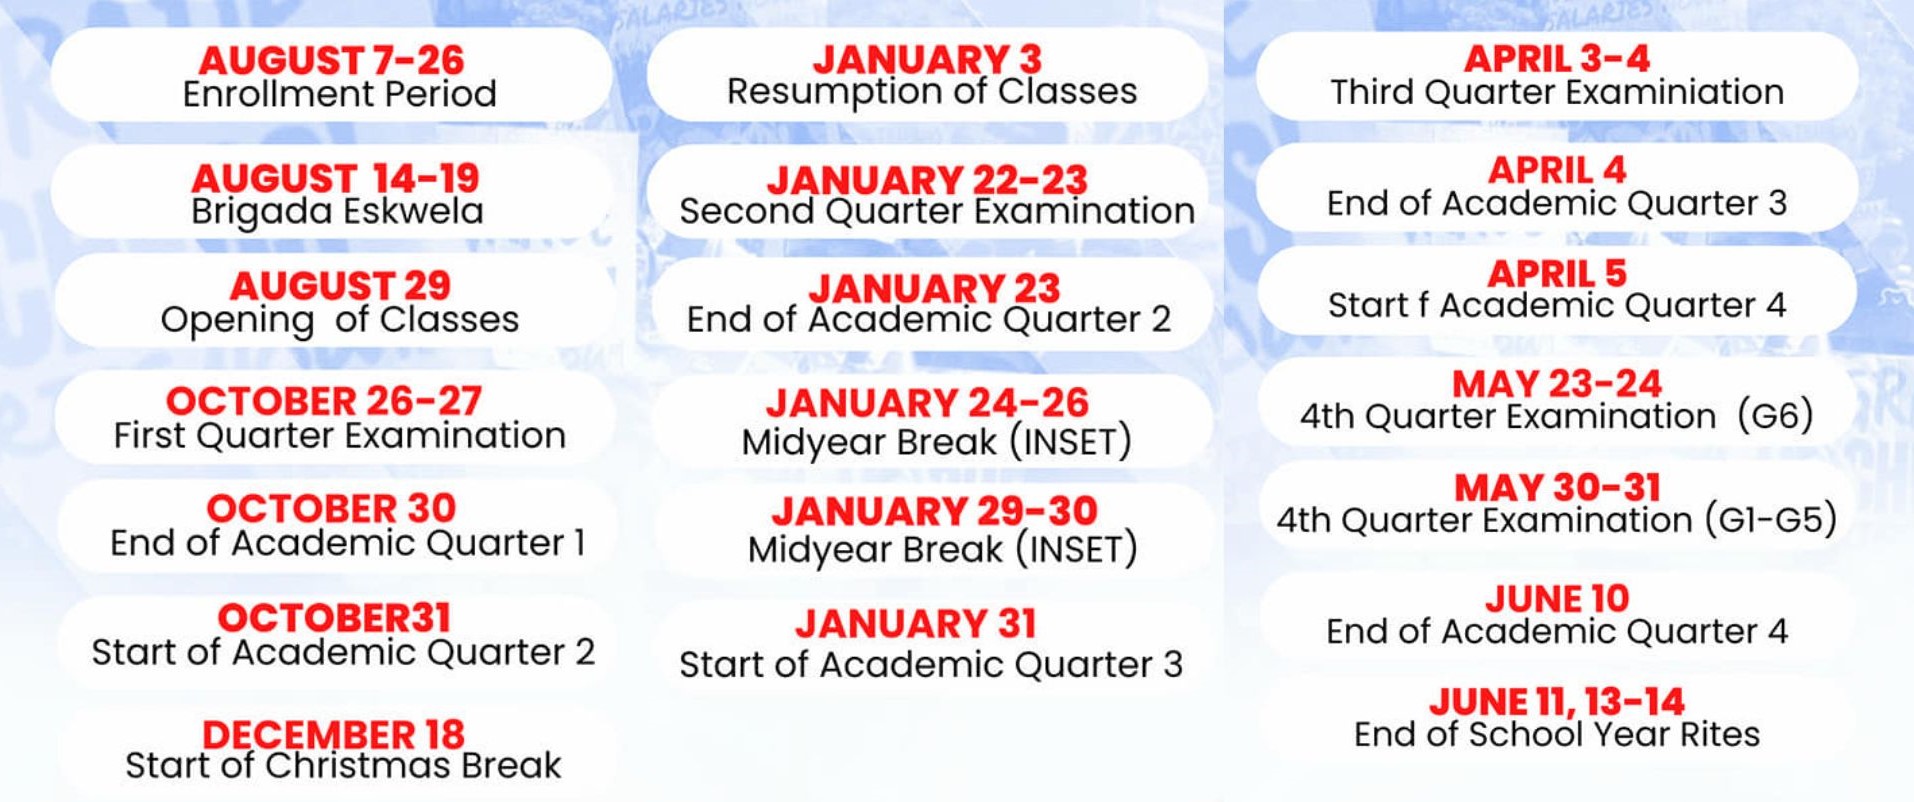 AUGUST 7-26
Enrollment Period
AUGUST 14-19
Brigada Eskwela
AUGUST 29
Opening of Classes
OCTOBER 26-27
First Quarter Examination
OCTOBER 30
End of Academic Quarter 1
OCTOBER31
Start of Academic Quarter 2
DECEMBER 18
Start of Christmas Break
JANUARY 3
Resumption of Classes
JANUARY 22-23
Second Quarter Examination
JANUARY 23
End of Academic Quarter 2
JANUARY 24-26
Midyear Break (INSET)
JANUARY 29-30
Midyear Break (INSET)
JANUARY 31
Start of Academic Quarter 3
APRIL 3-4
Third Quarter Examiniation
APRIL 4
End of Academic Quarter 3
APRIL 5
Start f Academic Quarter 4
MAY 23-24
4th Quarter Examination (G6)
MAY 30-31
4th Quarter Examination (G1-G5)
JUNE 10
End of Academic Quarter 4
JUNE 11, 13-14
End of School Year Rites